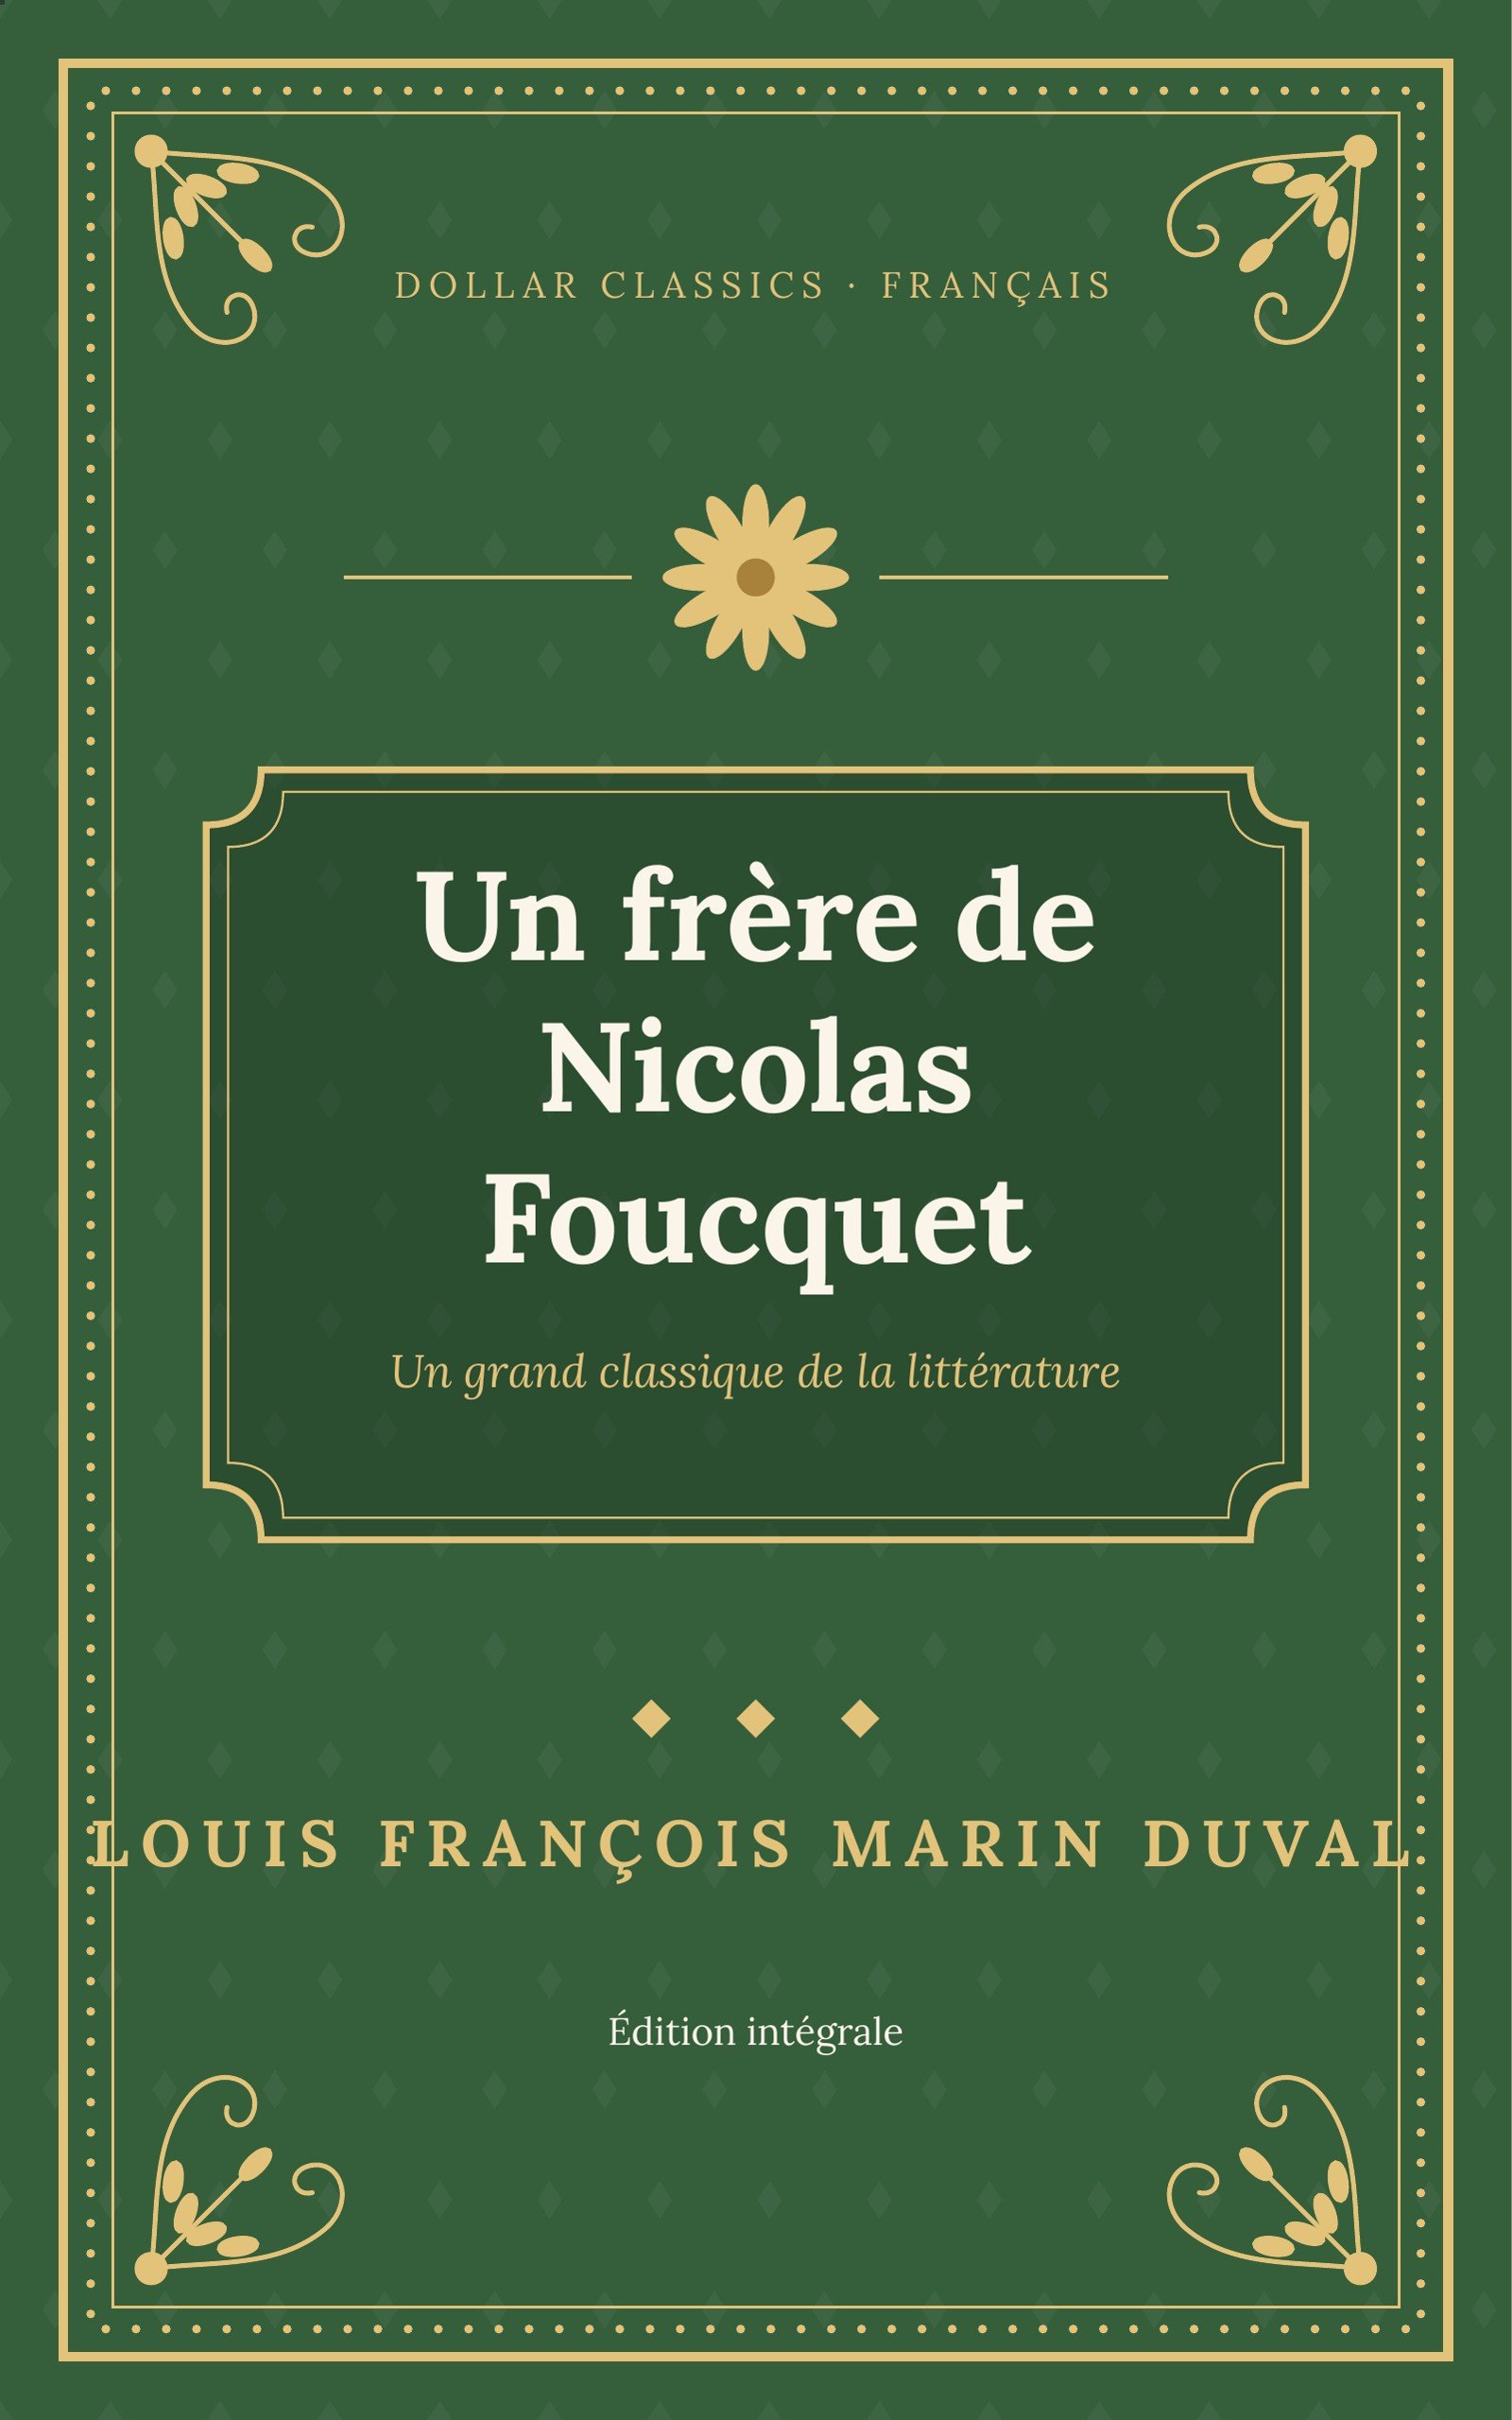 DOLLAR CLASSICS · FRANÇAIS
Un frère de
Nicolas
Foucquet
Un grand classique de la littérature
LOUIS FRANÇOIS MARIN DUVAL
Édition intégrale